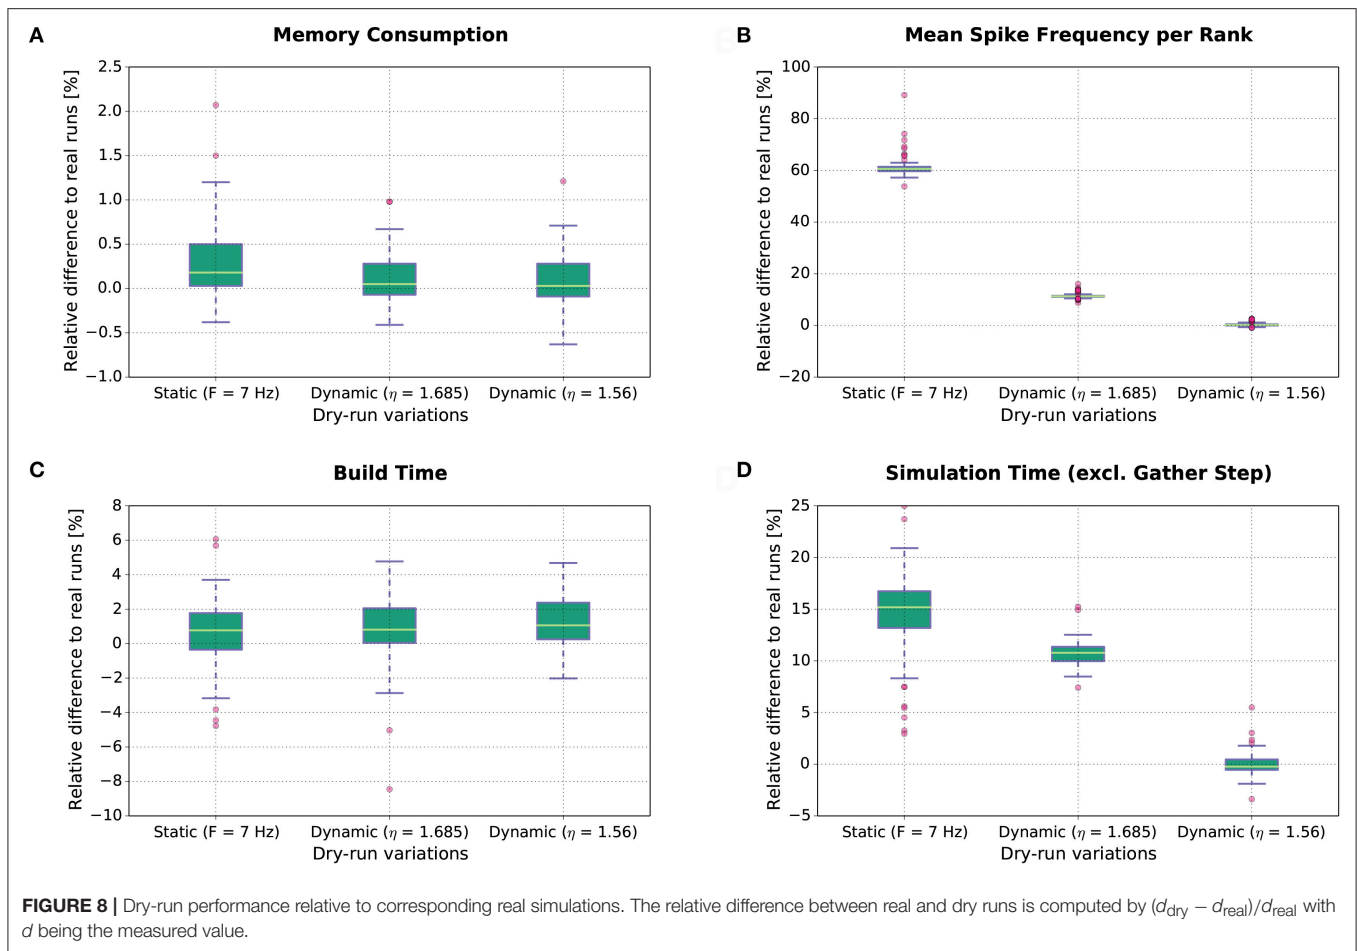 A
Memory Consumption
Relative difference to real runs [%]
2.5
2.0
1.5
1.0
0.5
0.0
−0.5
−1.0
Static (F = 7 Hz)
Dynamic (η = 1.685)
Dynamic (η = 1.56)
Dry-run variations
B
Mean Spike Frequency per Rank
Relative difference to real runs [%]
100
80
60
40
20
0
−20
Static (F = 7 Hz)
Dynamic (η = 1.685)
Dynamic (η = 1.56)
Dry-run variations
C
Build Time
Relative difference to real runs [%]
8
6
4
2
0
−2
−4
−6
−8
−10
Static (F = 7 Hz)
Dynamic (η = 1.685)
Dynamic (η = 1.56)
Dry-run variations
D
Simulation Time (excl. Gather Step)
Relative difference to real runs [%]
25
20
15
10
5
0
−5
Static (F = 7 Hz)
Dynamic (η = 1.685)
Dynamic (η = 1.56)
Dry-run variations
FIGURE 8 | Dry-run performance relative to corresponding real simulations. The relative difference between real and dry runs is computed by (d_dry − d_real)/d_real with
d being the measured value.